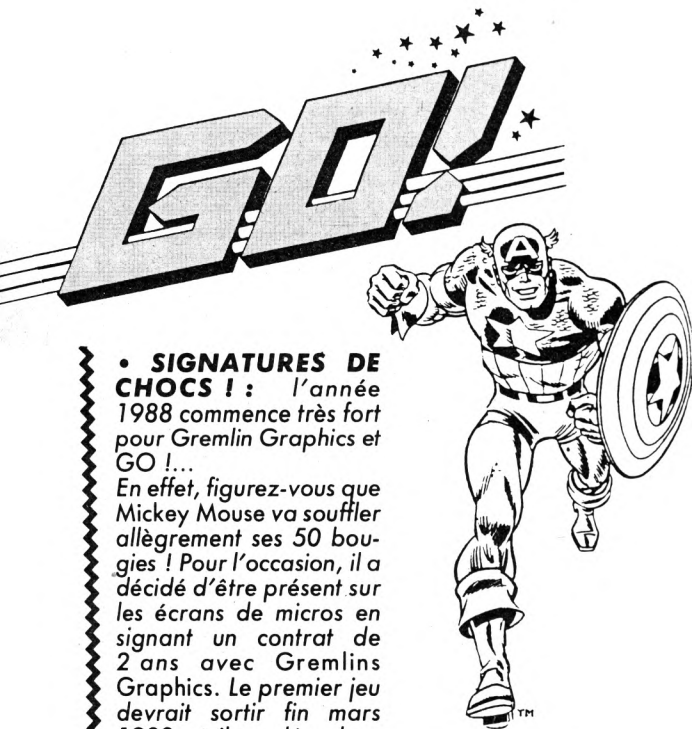 GO!
• SIGNATURES DE
CHOCS ! : l'année
1988 commence très fort
pour Gremlin Graphics et
GO !...
En effet, figurez-vous que
Mickey Mouse va souffler
allègrement ses 50 bou-
gies ! Pour l'occasion, il a
décidé d'être présent sur
les écrans de micros en
signant un contrat de
2 ans avec Gremlins
Graphics. Le premier jeu
devrait sortir fin mars
A
TM